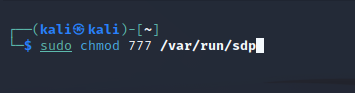 ┌──(kali㉿kali)-[~]
└─$ sudo chmod 777 /var/run/sdp